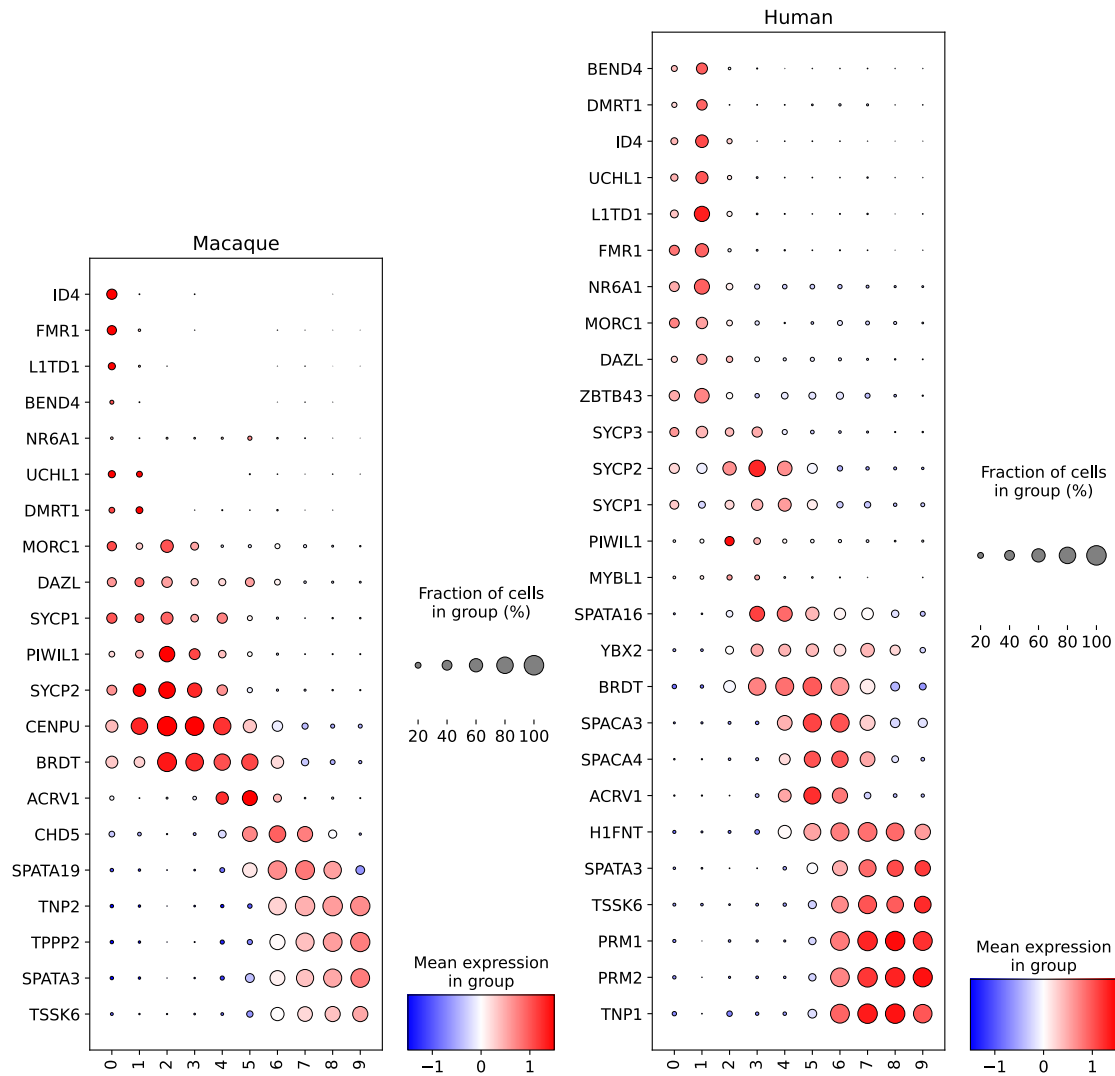 Macaque
ID4
FMR1
L1TD1
BEND4
NR6A1
UCHL1
DMRT1
MORC1
DAZL
SYCP1
PIWIL1
SYCP2
CENPU
BRDT
ACRV1
CHD5
SPATA19
TNP2
TPPP2
SPATA3
TSSK6
0 1 2 3 4 5 6 7 8 9
Fraction of cells
in group (%)
20 40 60 80 100
Mean expression
in group
−1 0 1
Human
BEND4
DMRT1
ID4
UCHL1
L1TD1
FMR1
NR6A1
MORC1
DAZL
ZBTB43
SYCP3
SYCP2
SYCP1
PIWIL1
MYBL1
SPATA16
YBX2
BRDT
SPACA3
SPACA4
ACRV1
H1FNT
SPATA3
TSSK6
PRM1
PRM2
TNP1
0 1 2 3 4 5 6 7 8 9
Fraction of cells
in group (%)
20 40 60 80 100
Mean expression
in group
−1 0 1